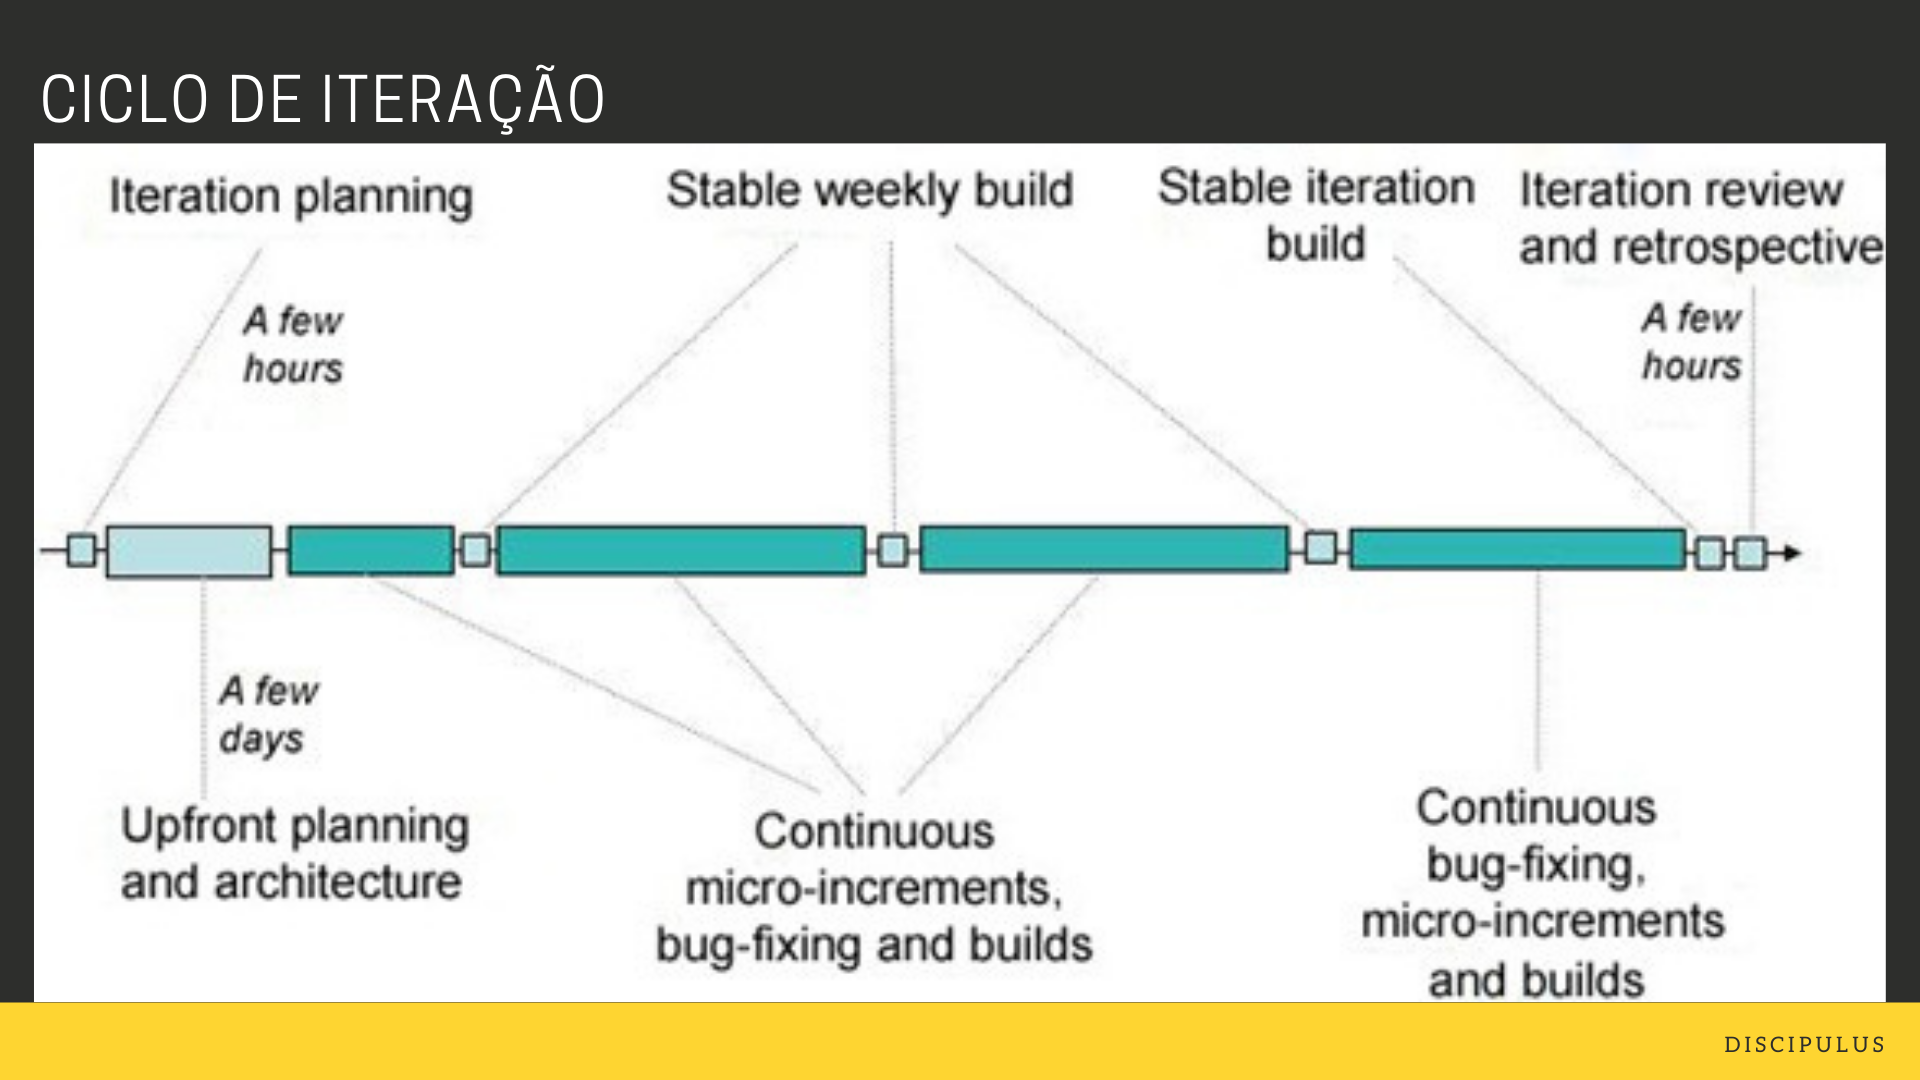 CICLO DE ITERAÇÃO
Iteration planning
Stable weekly build
Stable iteration
build
Iteration review
and retrospective
A few
hours
A few
hours
A few
days
Upfront planning
and architecture
Continuous
micro-increments,
bug-fixing and builds
Continuous
bug-fixing,
micro-increments
and builds
DISCIPULUS